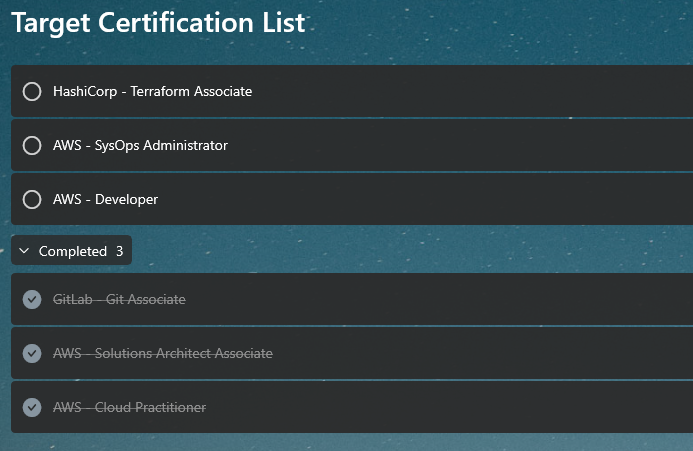 Target Certification List
HashiCorp - Terraform Associate
AWS - SysOps Administrator
AWS - Developer
Completed 3
GitLab - Git Associate
AWS - Solutions Architect Associate
AWS - Cloud Practitioner